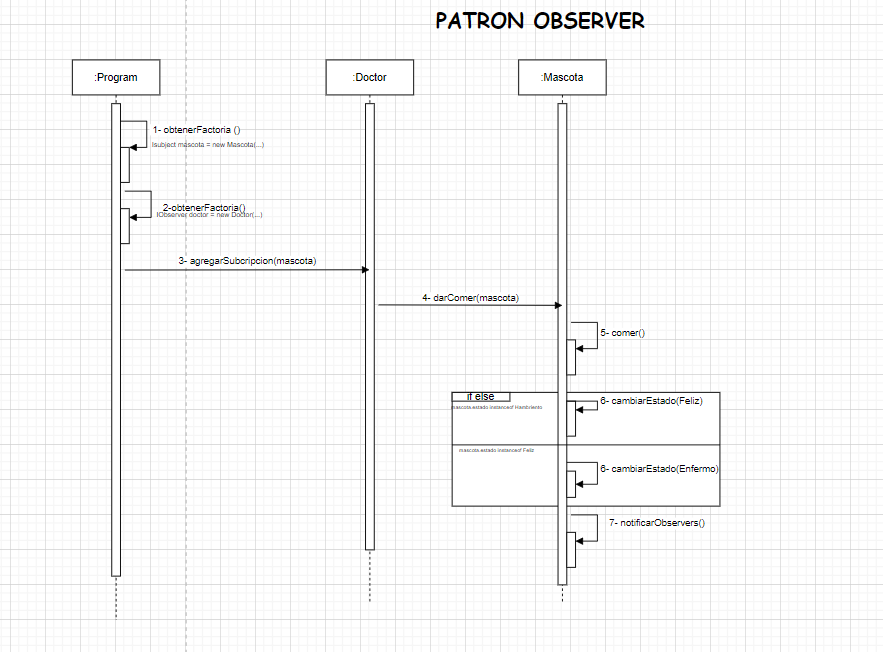 PATRON OBSERVER
:Program
:Doctor
:Mascota
1- obtenerFactoria ()
Isubject mascota = new Mascota(...)
2-obtenerFactoria()
IObserver doctor = new Doctor(...)
3- agregarSubcripcion(mascota)
4- darComer(mascota)
5- comer()
if else
mascota.estado instanceof Hambriento
6- cambiarEstado(Feliz)
mascota.estado instanceof Feliz
6- cambiarEstado(Enfermo)
7- notificarObservers()